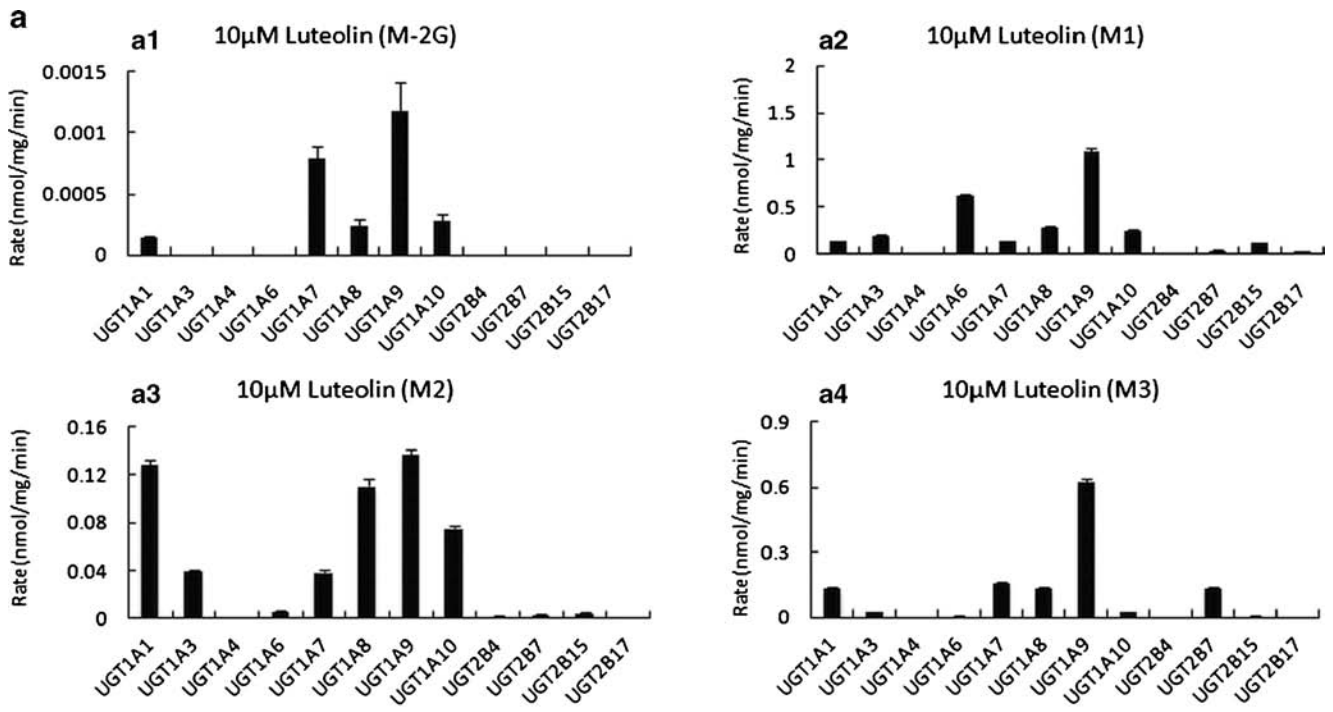 a
a1 10μM Luteolin (M-2G)
Rate (nmol/mg/min)
0.0015
0.001
0.0005
0
UGT1A1 UGT1A3 UGT1A4 UGT1A6 UGT1A7 UGT1A8 UGT1A9 UGT1A10 UGT2B4 UGT2B7 UGT2B15 UGT2B17
a2 10μM Luteolin (M1)
Rate (nmol/mg/min)
2
1.5
1
0.5
0
UGT1A1 UGT1A3 UGT1A4 UGT1A6 UGT1A7 UGT1A8 UGT1A9 UGT1A10 UGT2B4 UGT2B7 UGT2B15 UGT2B17
a3 10μM Luteolin (M2)
Rate (nmol/mg/min)
0.16
0.12
0.08
0.04
0
UGT1A1 UGT1A3 UGT1A4 UGT1A6 UGT1A7 UGT1A8 UGT1A9 UGT1A10 UGT2B4 UGT2B7 UGT2B15 UGT2B17
a4 10μM Luteolin (M3)
Rate (nmol/mg/min)
0.9
0.6
0.3
0
UGT1A1 UGT1A3 UGT1A4 UGT1A6 UGT1A7 UGT1A8 UGT1A9 UGT1A10 UGT2B4 UGT2B7 UGT2B15 UGT2B17